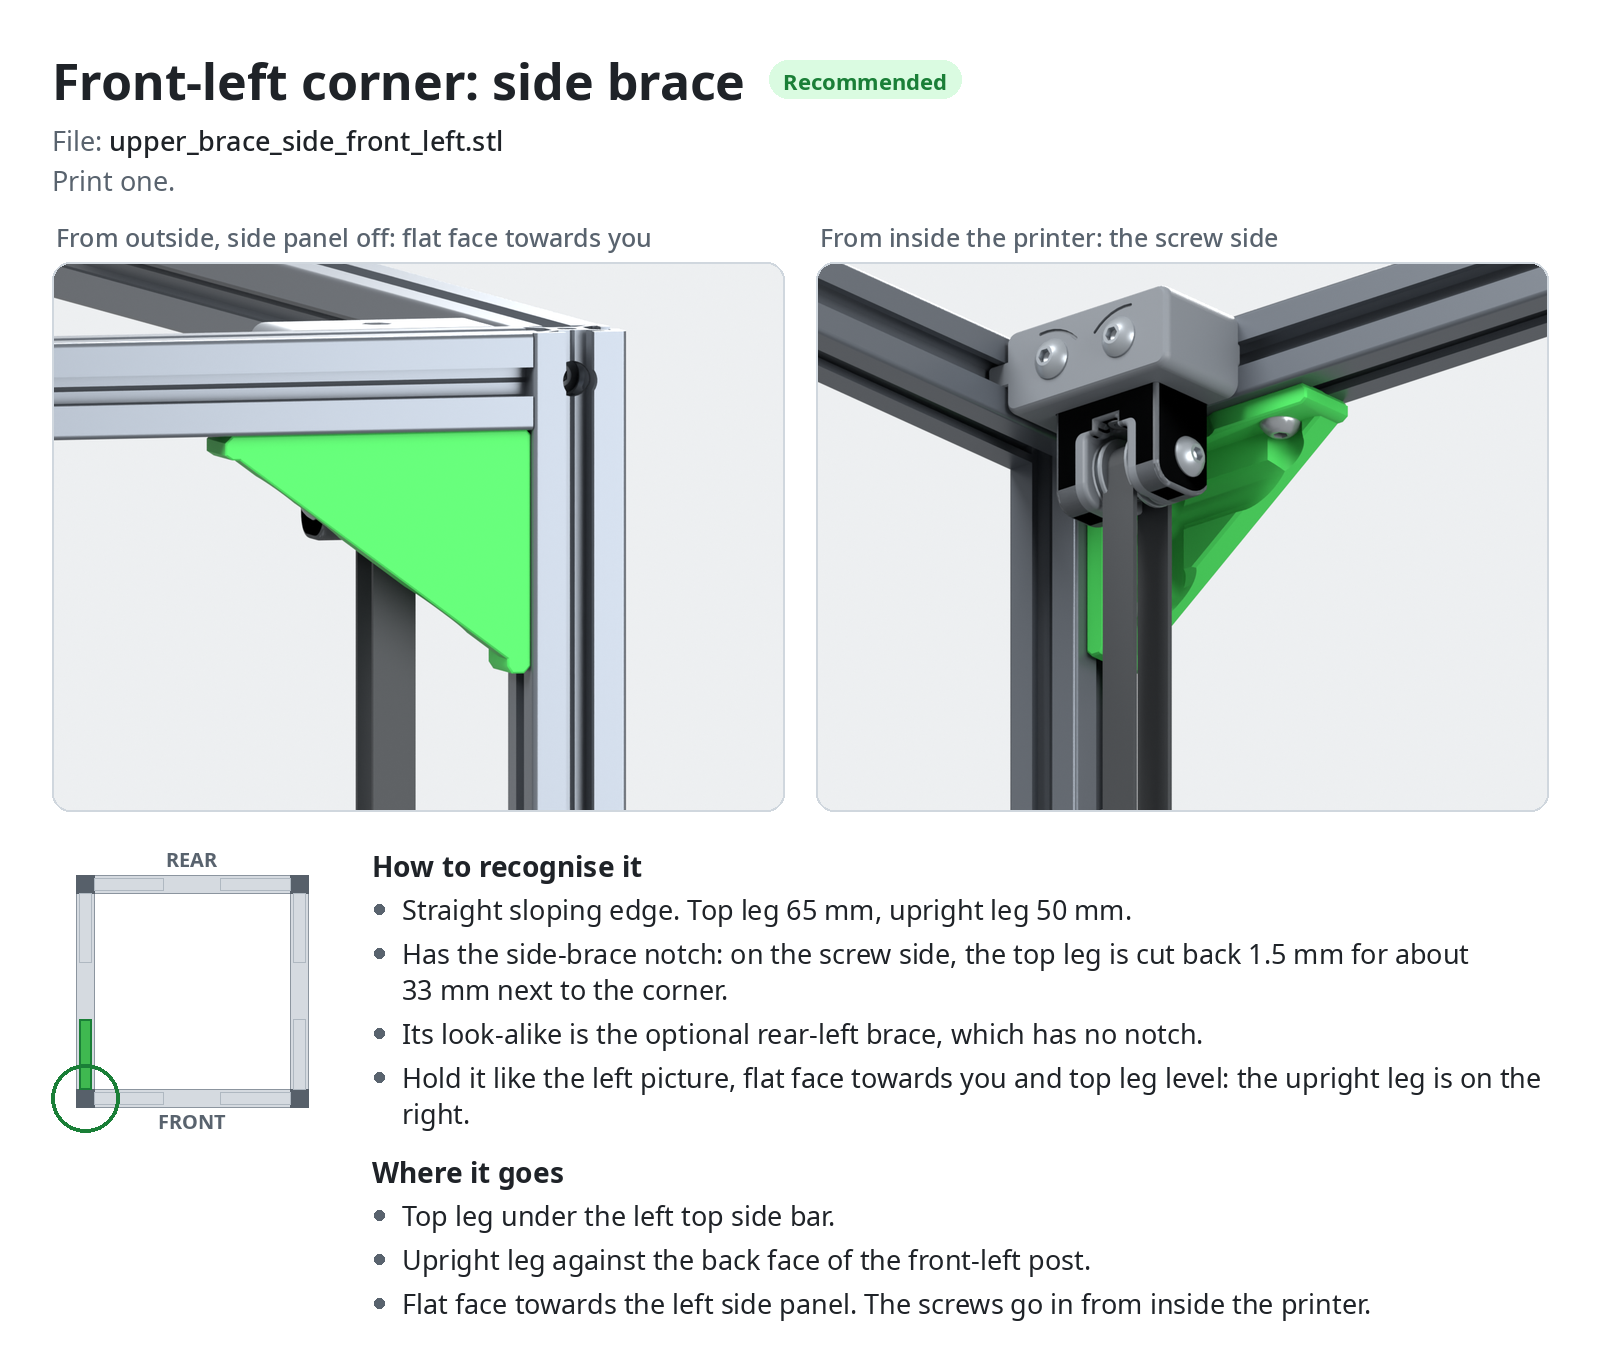 Front-left corner: side brace
Recommended
File: upper_brace_side_front_left.stl
Print one.
From outside, side panel off: flat face towards you
From inside the printer: the screw side
REAR
FRONT
How to recognise it
Straight sloping edge. Top leg 65 mm, upright leg 50 mm.
Has the side-brace notch: on the screw side, the top leg is cut back 1.5 mm for about
33 mm next to the corner.
Its look-alike is the optional rear-left brace, which has no notch.
Hold it like the left picture, flat face towards you and top leg level: the upright leg is on the
right.
Where it goes
Top leg under the left top side bar.
Upright leg against the back face of the front-left post.
Flat face towards the left side panel. The screws go in from inside the printer.